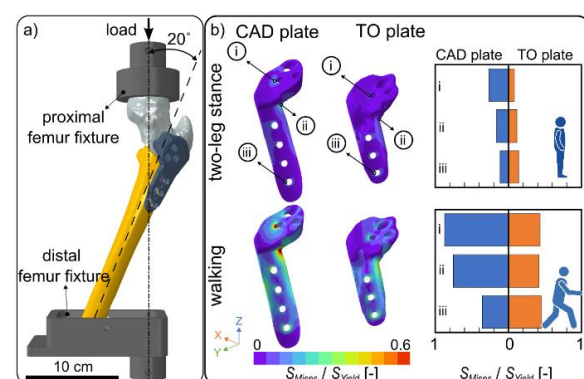 a)
load
20°
proximal
femur fixture
distal
femur fixture
10 cm
b)
CAD plate
TO plate
two-leg stance
i
ii
iii
i
ii
iii
walking
X
Y
Z
0
0.6
S_Mises / S_Yield [-]
CAD plate
TO plate
i
ii
iii
i
ii
iii
1
0
1
S_Mises / S_Yield [-]